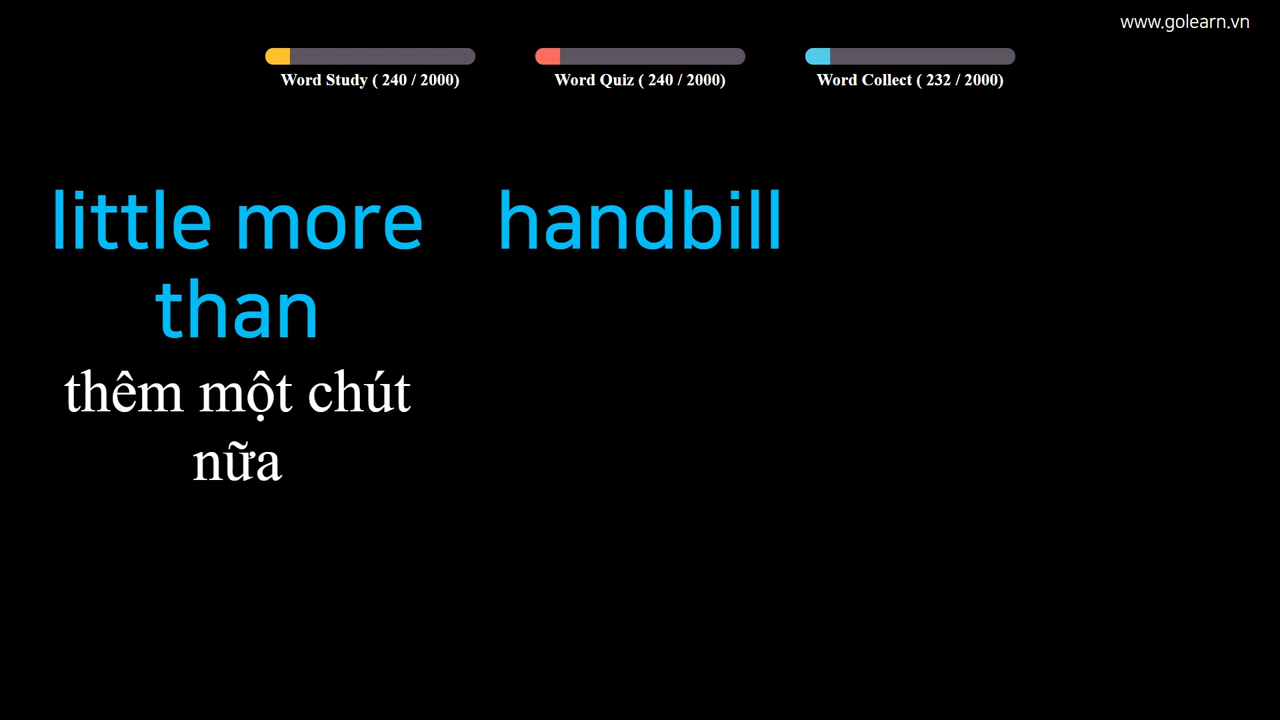 www.golearn.vn
Word Study ( 240 / 2000)
Word Quiz ( 240 / 2000)
Word Collect ( 232 / 2000)
little more
than
thêm một chút
nữa
handbill